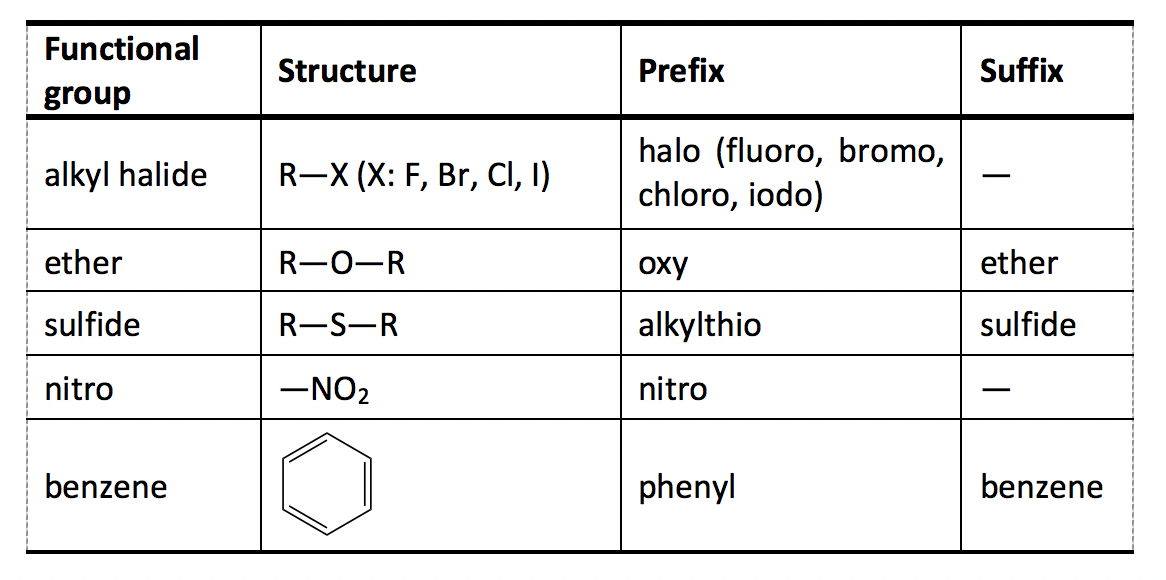 Functional group Structure Prefix Suffix
alkyl halide R—X (X: F, Br, Cl, I) halo (fluoro, bromo, chloro, iodo) —
ether R—O—R oxy ether
sulfide R—S—R alkylthio sulfide
nitro —NO₂ nitro —
benzene phenyl benzene